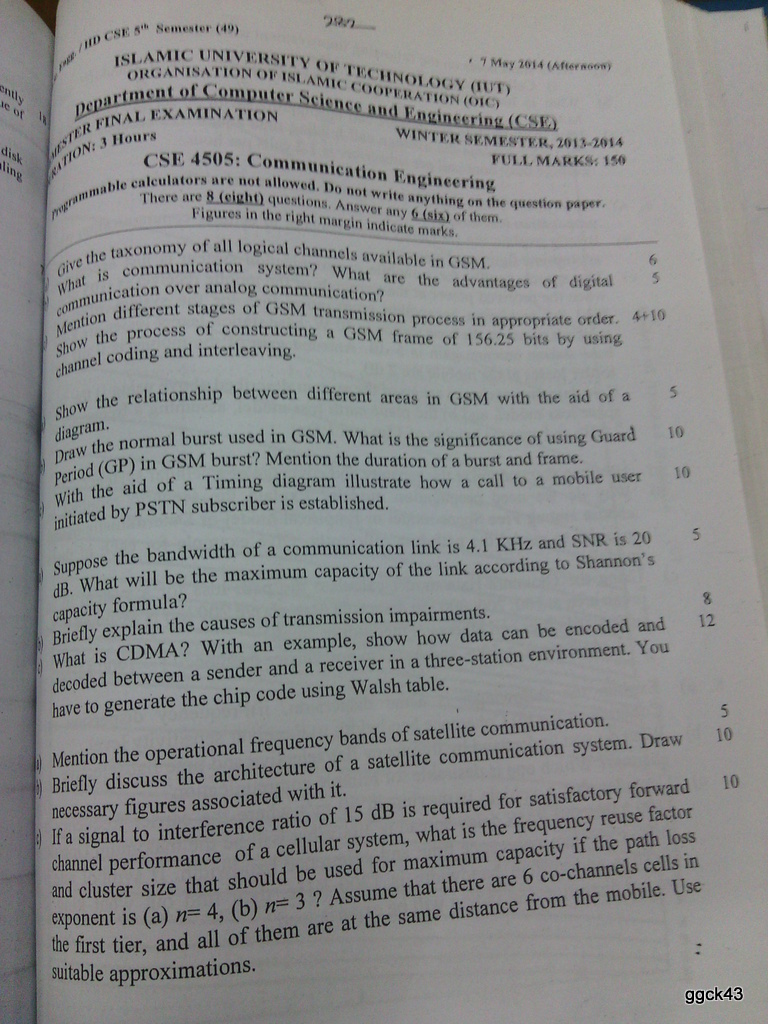 282
HD CSE 5th Semester (49)
7 May 2014 (Afternoon)
ISLAMIC UNIVERSITY OF TECHNOLOGY (IUT)
ORGANISATION OF ISLAMIC COOPERATION (OIC)
Department of Computer Science and Engineering (CSE)
FINAL EXAMINATION WINTER SEMESTER, 2013-2014
3 Hours FULL MARKS: 150
CSE 4505: Communication Engineering
Programmable calculators are not allowed. Do not write anything on the question paper.
There are 8 (eight) questions. Answer any 6 (six) of them.
Figures in the right margin indicate marks.
Give the taxonomy of all logical channels available in GSM. 6
What is communication system? What are the advantages of digital 5
communication over analog communication?
Mention different stages of GSM transmission process in appropriate order. 4+10
Show the process of constructing a GSM frame of 156.25 bits by using
channel coding and interleaving.
Show the relationship between different areas in GSM with the aid of a 5
diagram.
Draw the normal burst used in GSM. What is the significance of using Guard 10
Period (GP) in GSM burst? Mention the duration of a burst and frame.
With the aid of a Timing diagram illustrate how a call to a mobile user 10
initiated by PSTN subscriber is established.
Suppose the bandwidth of a communication link is 4.1 KHz and SNR is 20 5
dB. What will be the maximum capacity of the link according to Shannon's
capacity formula?
Briefly explain the causes of transmission impairments. 8
What is CDMA? With an example, show how data can be encoded and 12
decoded between a sender and a receiver in a three-station environment. You
have to generate the chip code using Walsh table.
Mention the operational frequency bands of satellite communication. 5
Briefly discuss the architecture of a satellite communication system. Draw 10
necessary figures associated with it.
If a signal to interference ratio of 15 dB is required for satisfactory forward 10
channel performance of a cellular system, what is the frequency reuse factor
and cluster size that should be used for maximum capacity if the path loss
exponent is (a) n= 4, (b) n= 3 ? Assume that there are 6 co-channels cells in
the first tier, and all of them are at the same distance from the mobile. Use
suitable approximations.
ggck43